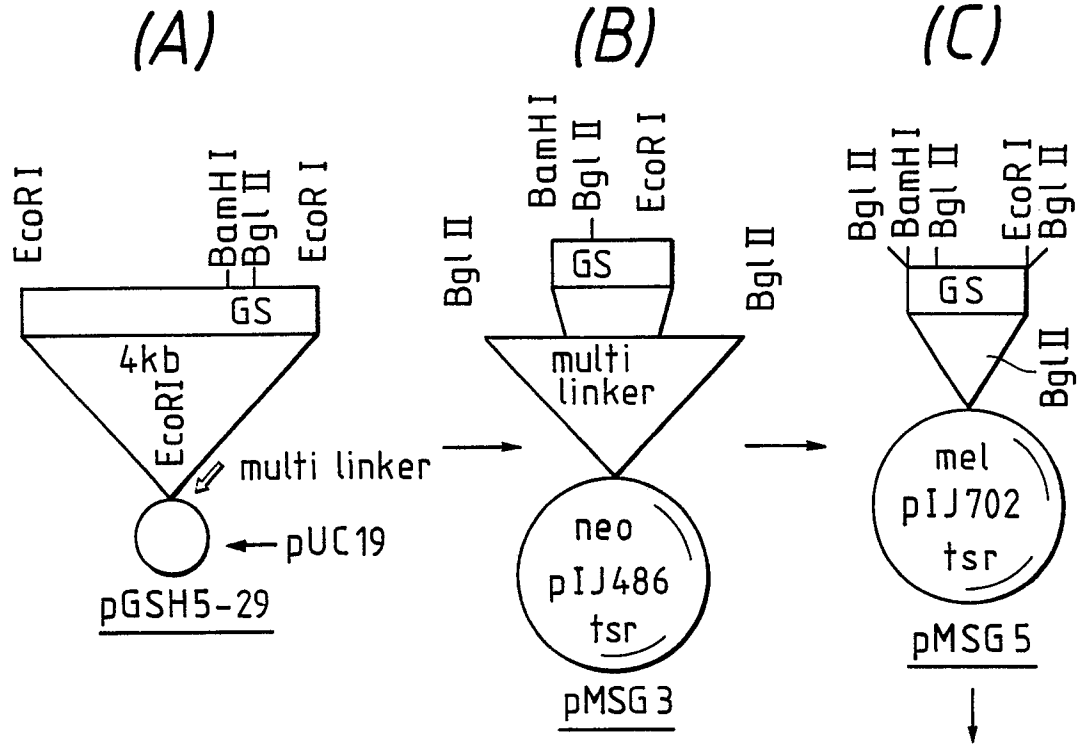 (A)
EcoR I
BamH I
Bgl II
EcoR I
GS
4kb
EcoRI
multi linker
pUC19
pGSH5-29
(B)
BamH I
Bgl II
EcoR I
Bgl II
Bgl II
GS
multi
linker
neo
pIJ486
tsr
pMSG3
(C)
Bgl II
BamH I
Bgl II
EcoR I
Bgl II
GS
Bgl II
mel
pIJ702
tsr
pMSG5